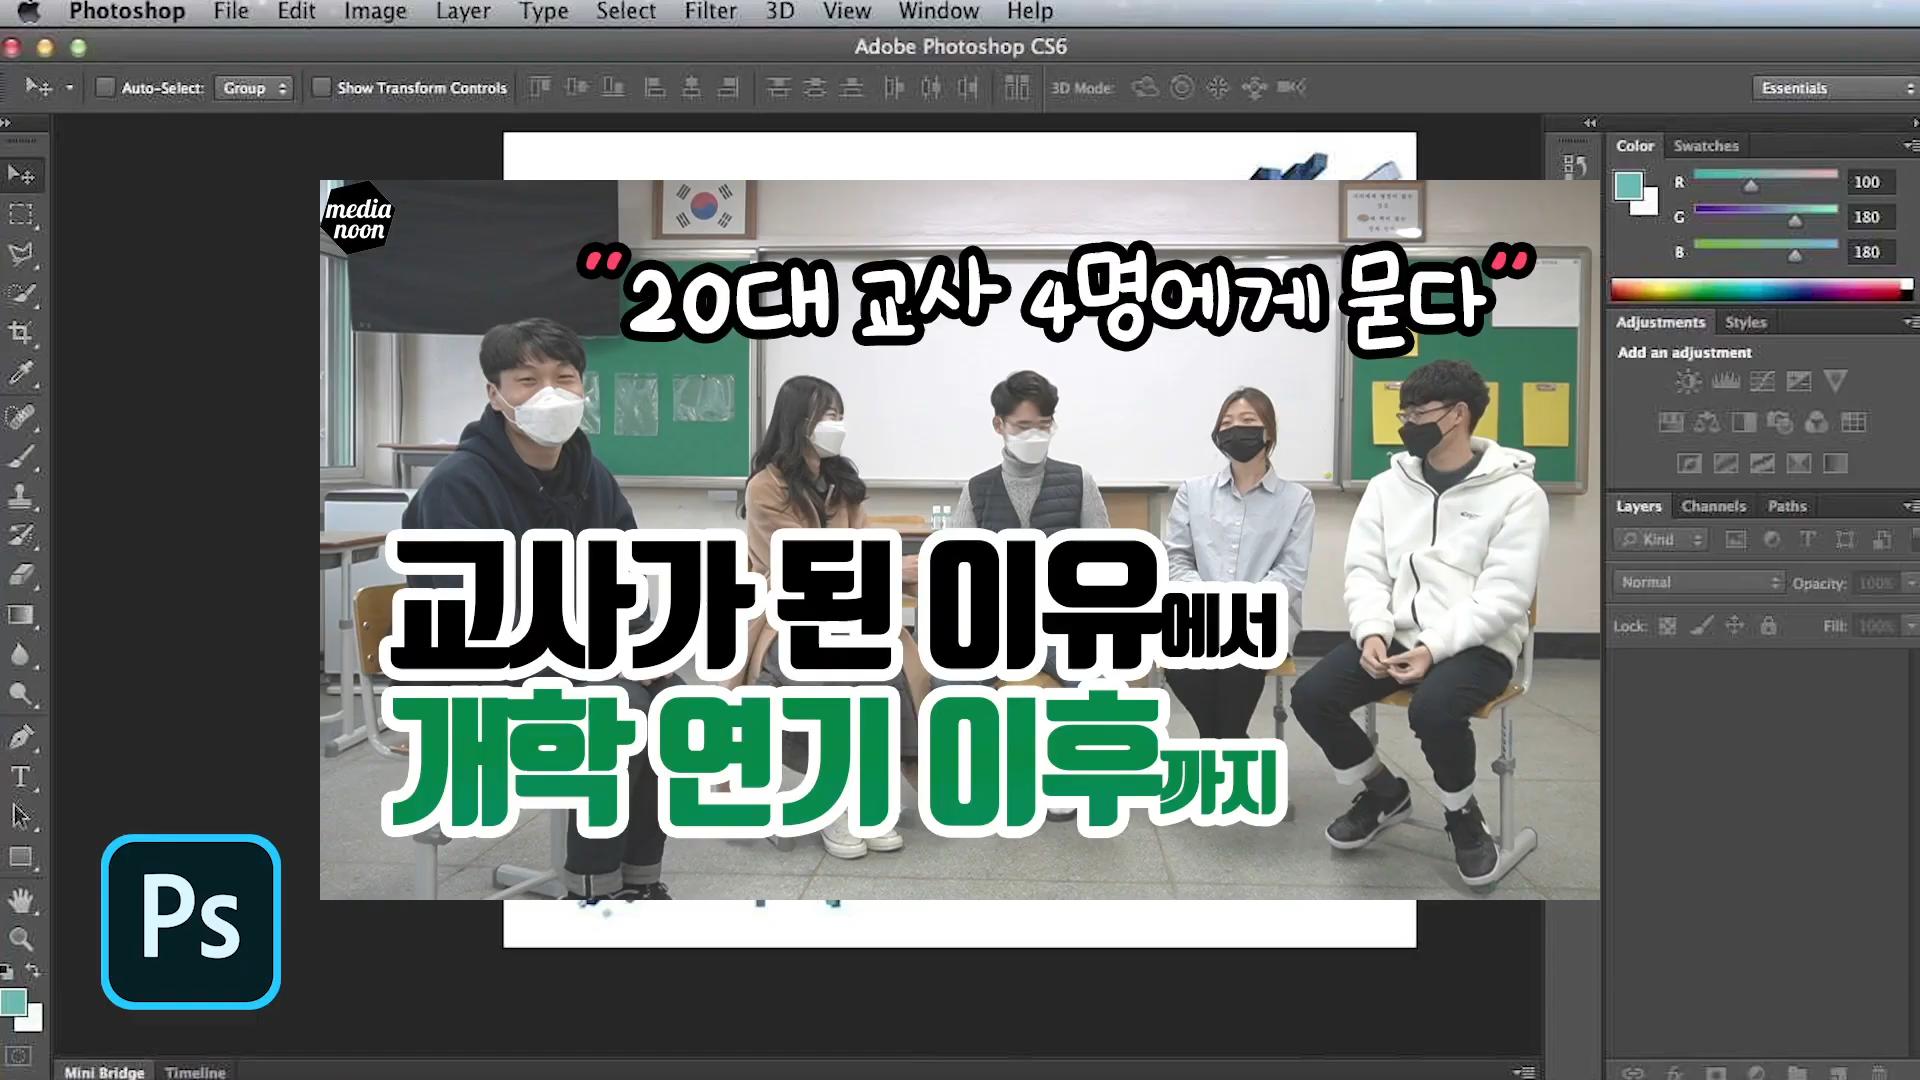 Photoshop File Edit Image Layer Type Select Filter 3D View Window Help
Adobe Photoshop CS6
Auto-Select: Group Show Transform Controls 3D Mode: Essentials
Color Swatches
R 100
G 180
B 180
Adjustments Styles
Add an adjustment
Layers Channels Paths
Kind
Normal Opacity: 100%
Lock: Fill: 100%
media
noon
"20대 교사 4명에게 묻다"
교사가 된 이유에서
개학 연기 이후까지
Ps
T
Mini Bridge Timeline